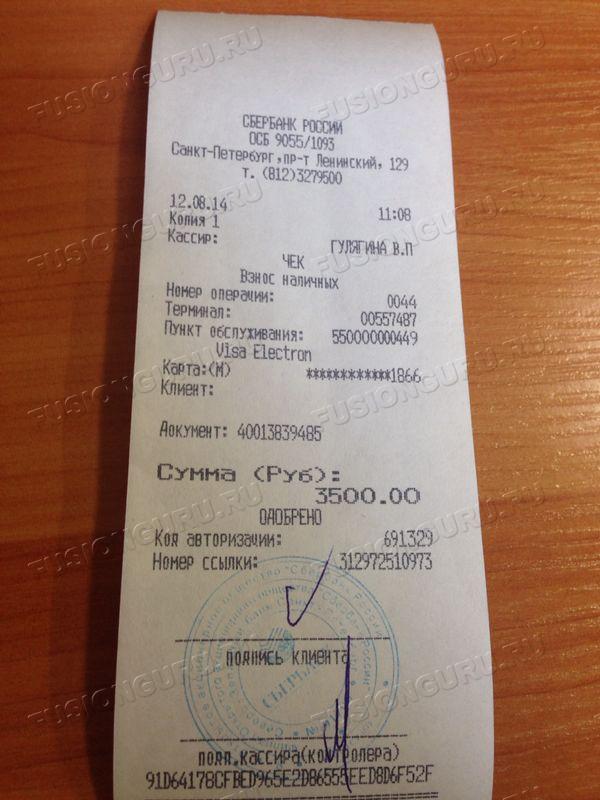 СБЕРБАНК РОССИИ
ОСБ 9055/1093
Санкт-Петербург,пр-т Ленинский, 129
т. (812)3279500
12.08.14 11:08
Копия 1
Кассир: ГУЛЯГИНА В.П
ЧЕК
Взнос наличных
Номер операции: 0044
Терминал: 00557487
Пункт обслуживания: 550000000449
Visa Electron
Карта:(М) ************1866
Клиент:
Документ: 40013839485
Сумма (Руб):
3500.00
ОДОБРЕНО
Код авторизации: 691329
Номер ссылки: 312972510973
подпись клиента
подп.кассира(контролера)
91D64178CFBED965E2D86555EED8D6F52F
FUSIONGURU.RU